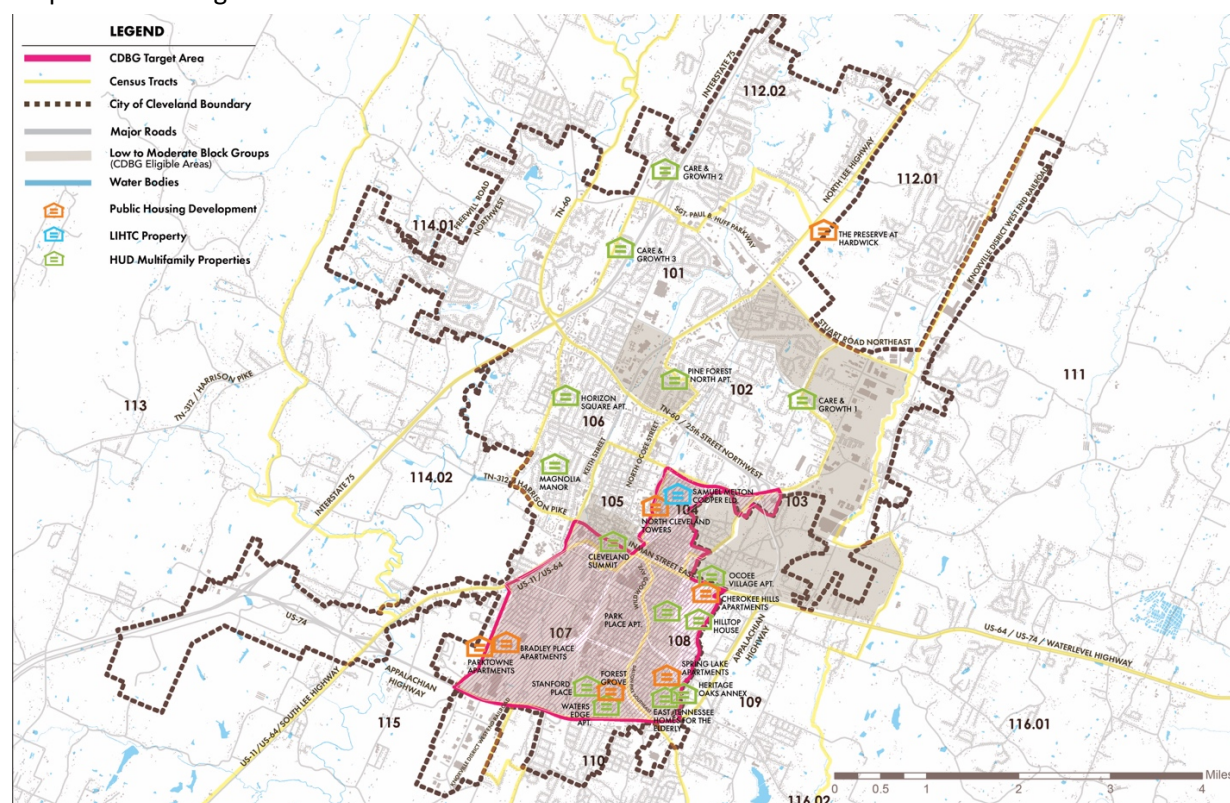 LEGEND
CDBG Target Area
Census Tracts
City of Cleveland Boundary
Major Roads
Low to Moderate Block Groups
(CDBG Eligible Areas)
Water Bodies
Public Housing Development
LIHTC Property
HUD Multifamily Properties
INTERSTATE 75
112.02
NORTH LEE HIGHWAY
112.01
CARE &
GROWTH 2
FREEWILL ROAD
NORTHWEST
TN-60
SGT. PAUL B. HUFF PARKWAY
KNOXVILLE DISRICT WEST END RAILROAD
114.01
THE PRESERVE AT
HARDWICK
CARE &
GROWTH 3
101
STUART ROAD NORTHEAST
TN-312 / HARRISON PIKE
PINE FOREST
NORTH APT.
102
111
113
HORIZON
SQUARE APT.
106
CARE &
GROWTH 1
TN-60 / 25th STREET NORTHWEST
KEITH STREET
NORTH OCOEE STREET
INTERSTATE 75
114.02
MAGNOLIA
MANOR
TN-312 / HARRISON PIKE
105
SAMUEL MELTON
COOPER ELD.
104
103
NORTH CLEVELAND
TOWERS
CLEVELAND
SUMMIT
INMAN STREET EAST
US-11 / US-64
OCOEE
VILLAGE APT.
CHEROKEE HILLS
APARTMENTS
US-74
PARK
PLACE APT.
HILLTOP
HOUSE
107
108
APPALACHIAN
HIGHWAY
US-64 / US-74 / WATERLEVEL HIGHWAY
BRADLEY PLACE
APARTMENTS
PARKTOWNE
APARTMENTS
APPALACHIAN
HIGHWAY
STANFORD
PLACE
FOREST
GROVE
SPRING LAKE
APARTMENTS
HERITAGE
OAKS ANNEX
WATERS
EDGE
APT.
EAST TENNESSEE
HOMES FOR THE
ELDERLY
109
115
US-11 / US-64 / SOUTH LEE HIGHWAY
116.01
110
116.02
Miles
0 0.5 1 2 3 4